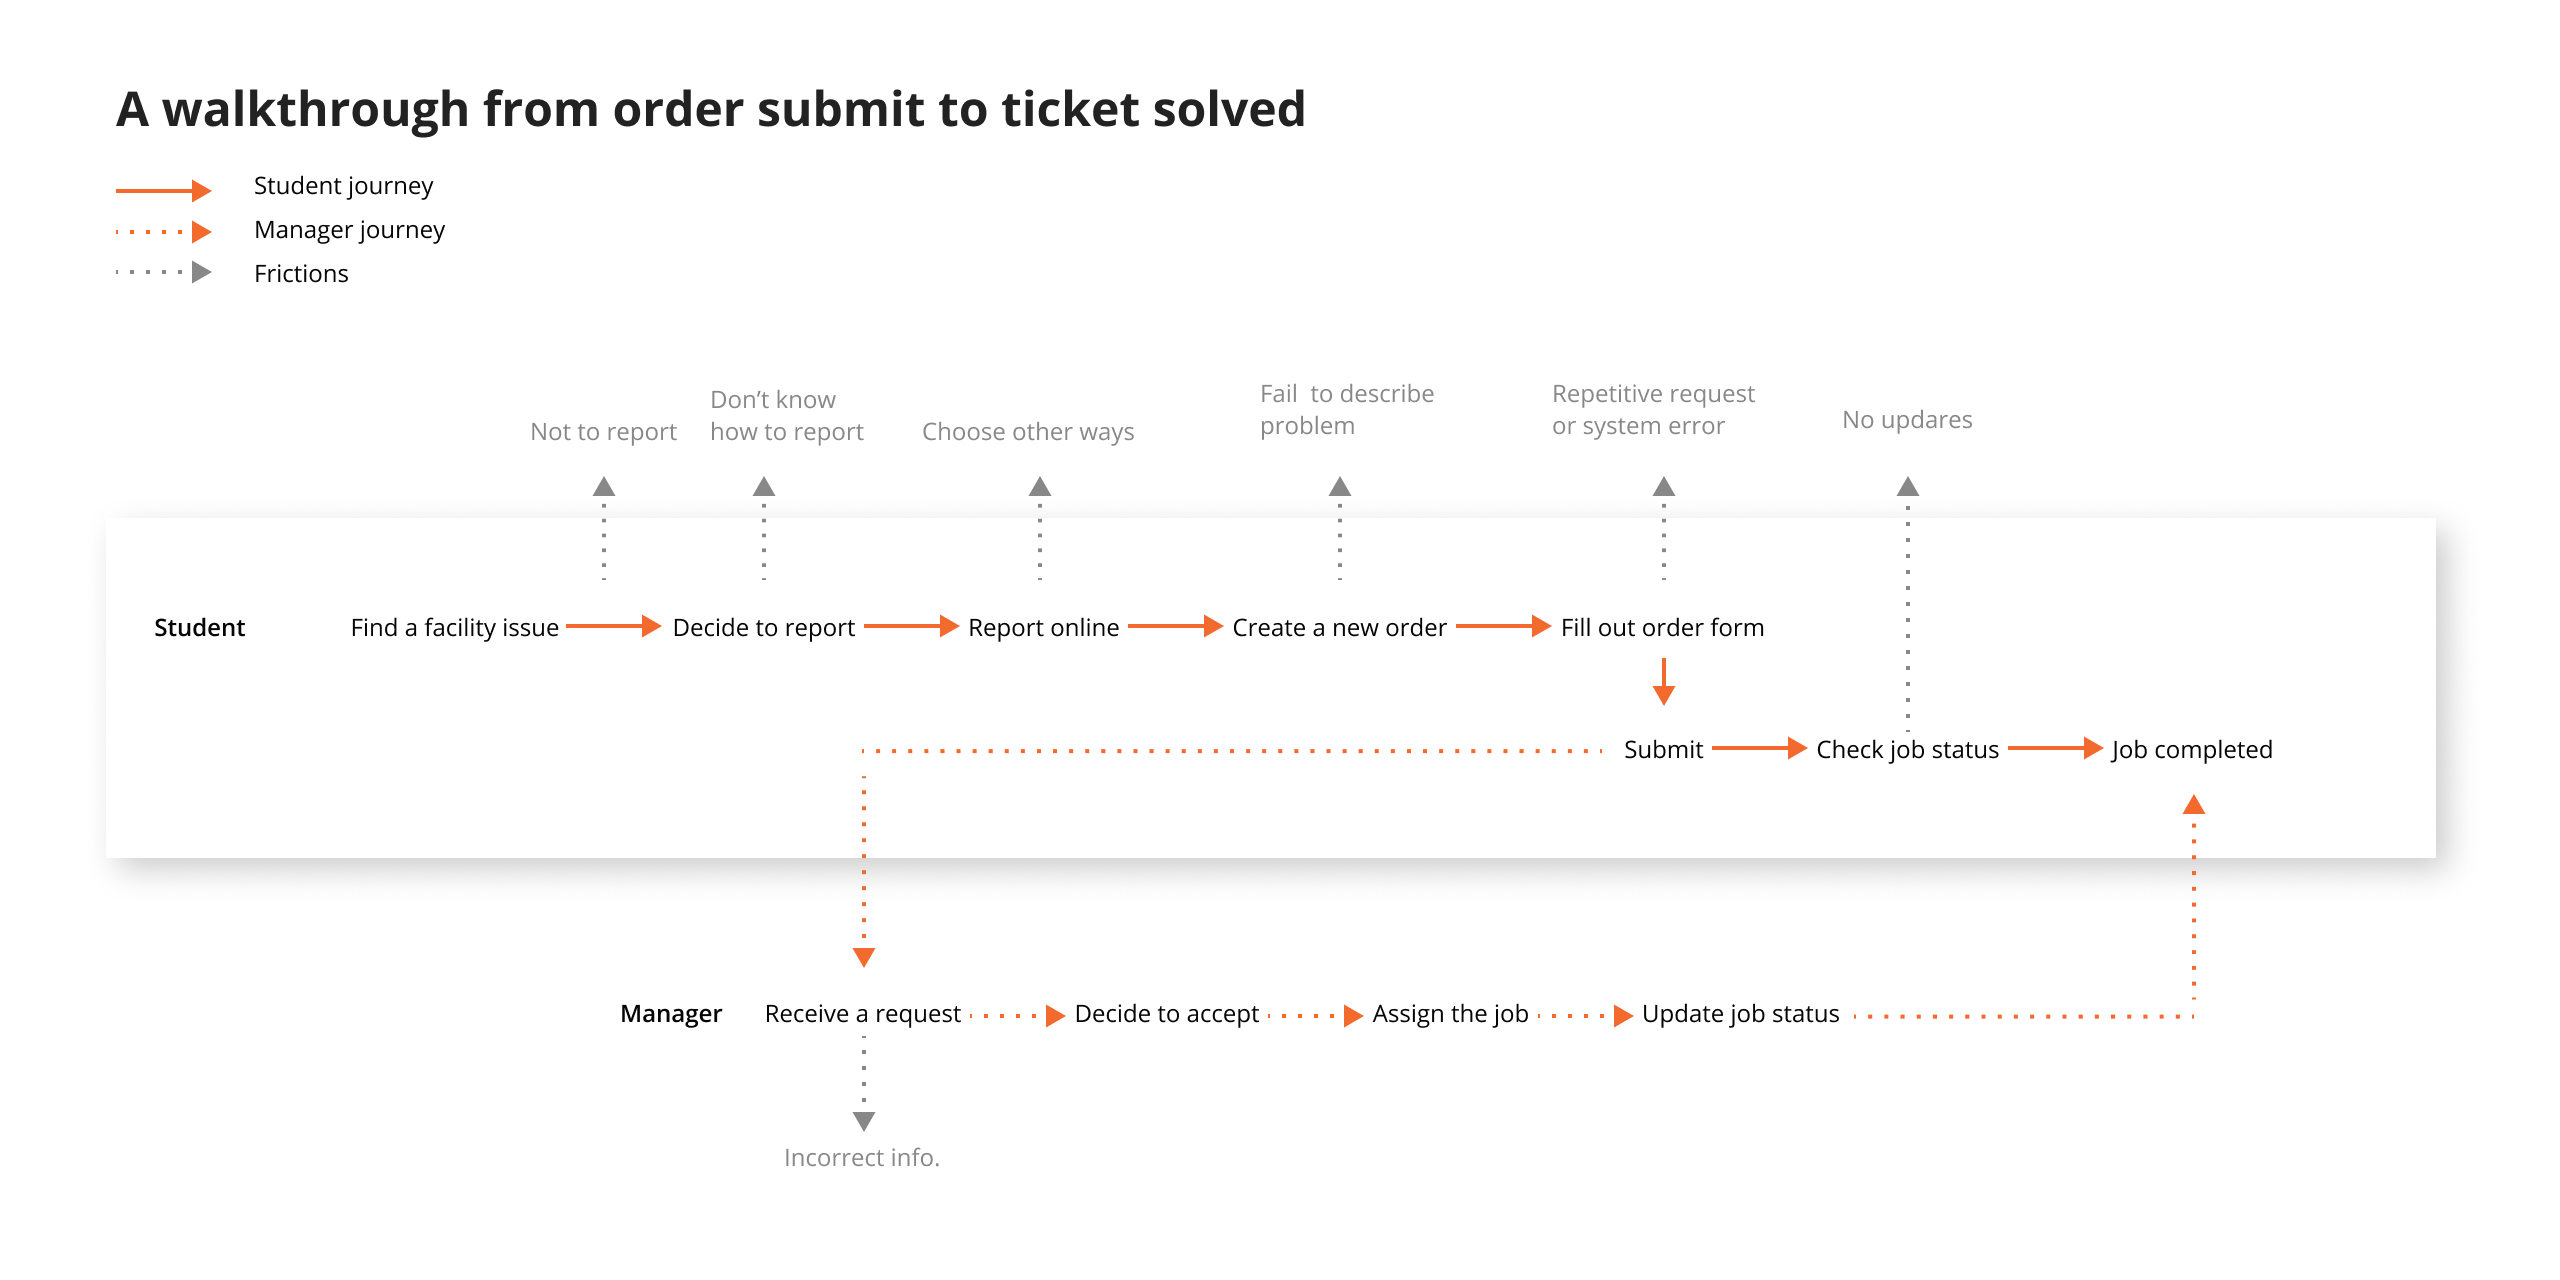 A walkthrough from order submit to ticket solved
Student journey
Manager journey
Frictions
Not to report
Don’t know
how to report
Choose other ways
Fail  to describe
problem
Repetitive request
or system error
No updares
Student
Find a facility issue
Decide to report
Report online
Create a new order
Fill out order form
Submit
Check job status
Job completed
Manager
Receive a request
Decide to accept
Assign the job
Update job status
Incorrect info.